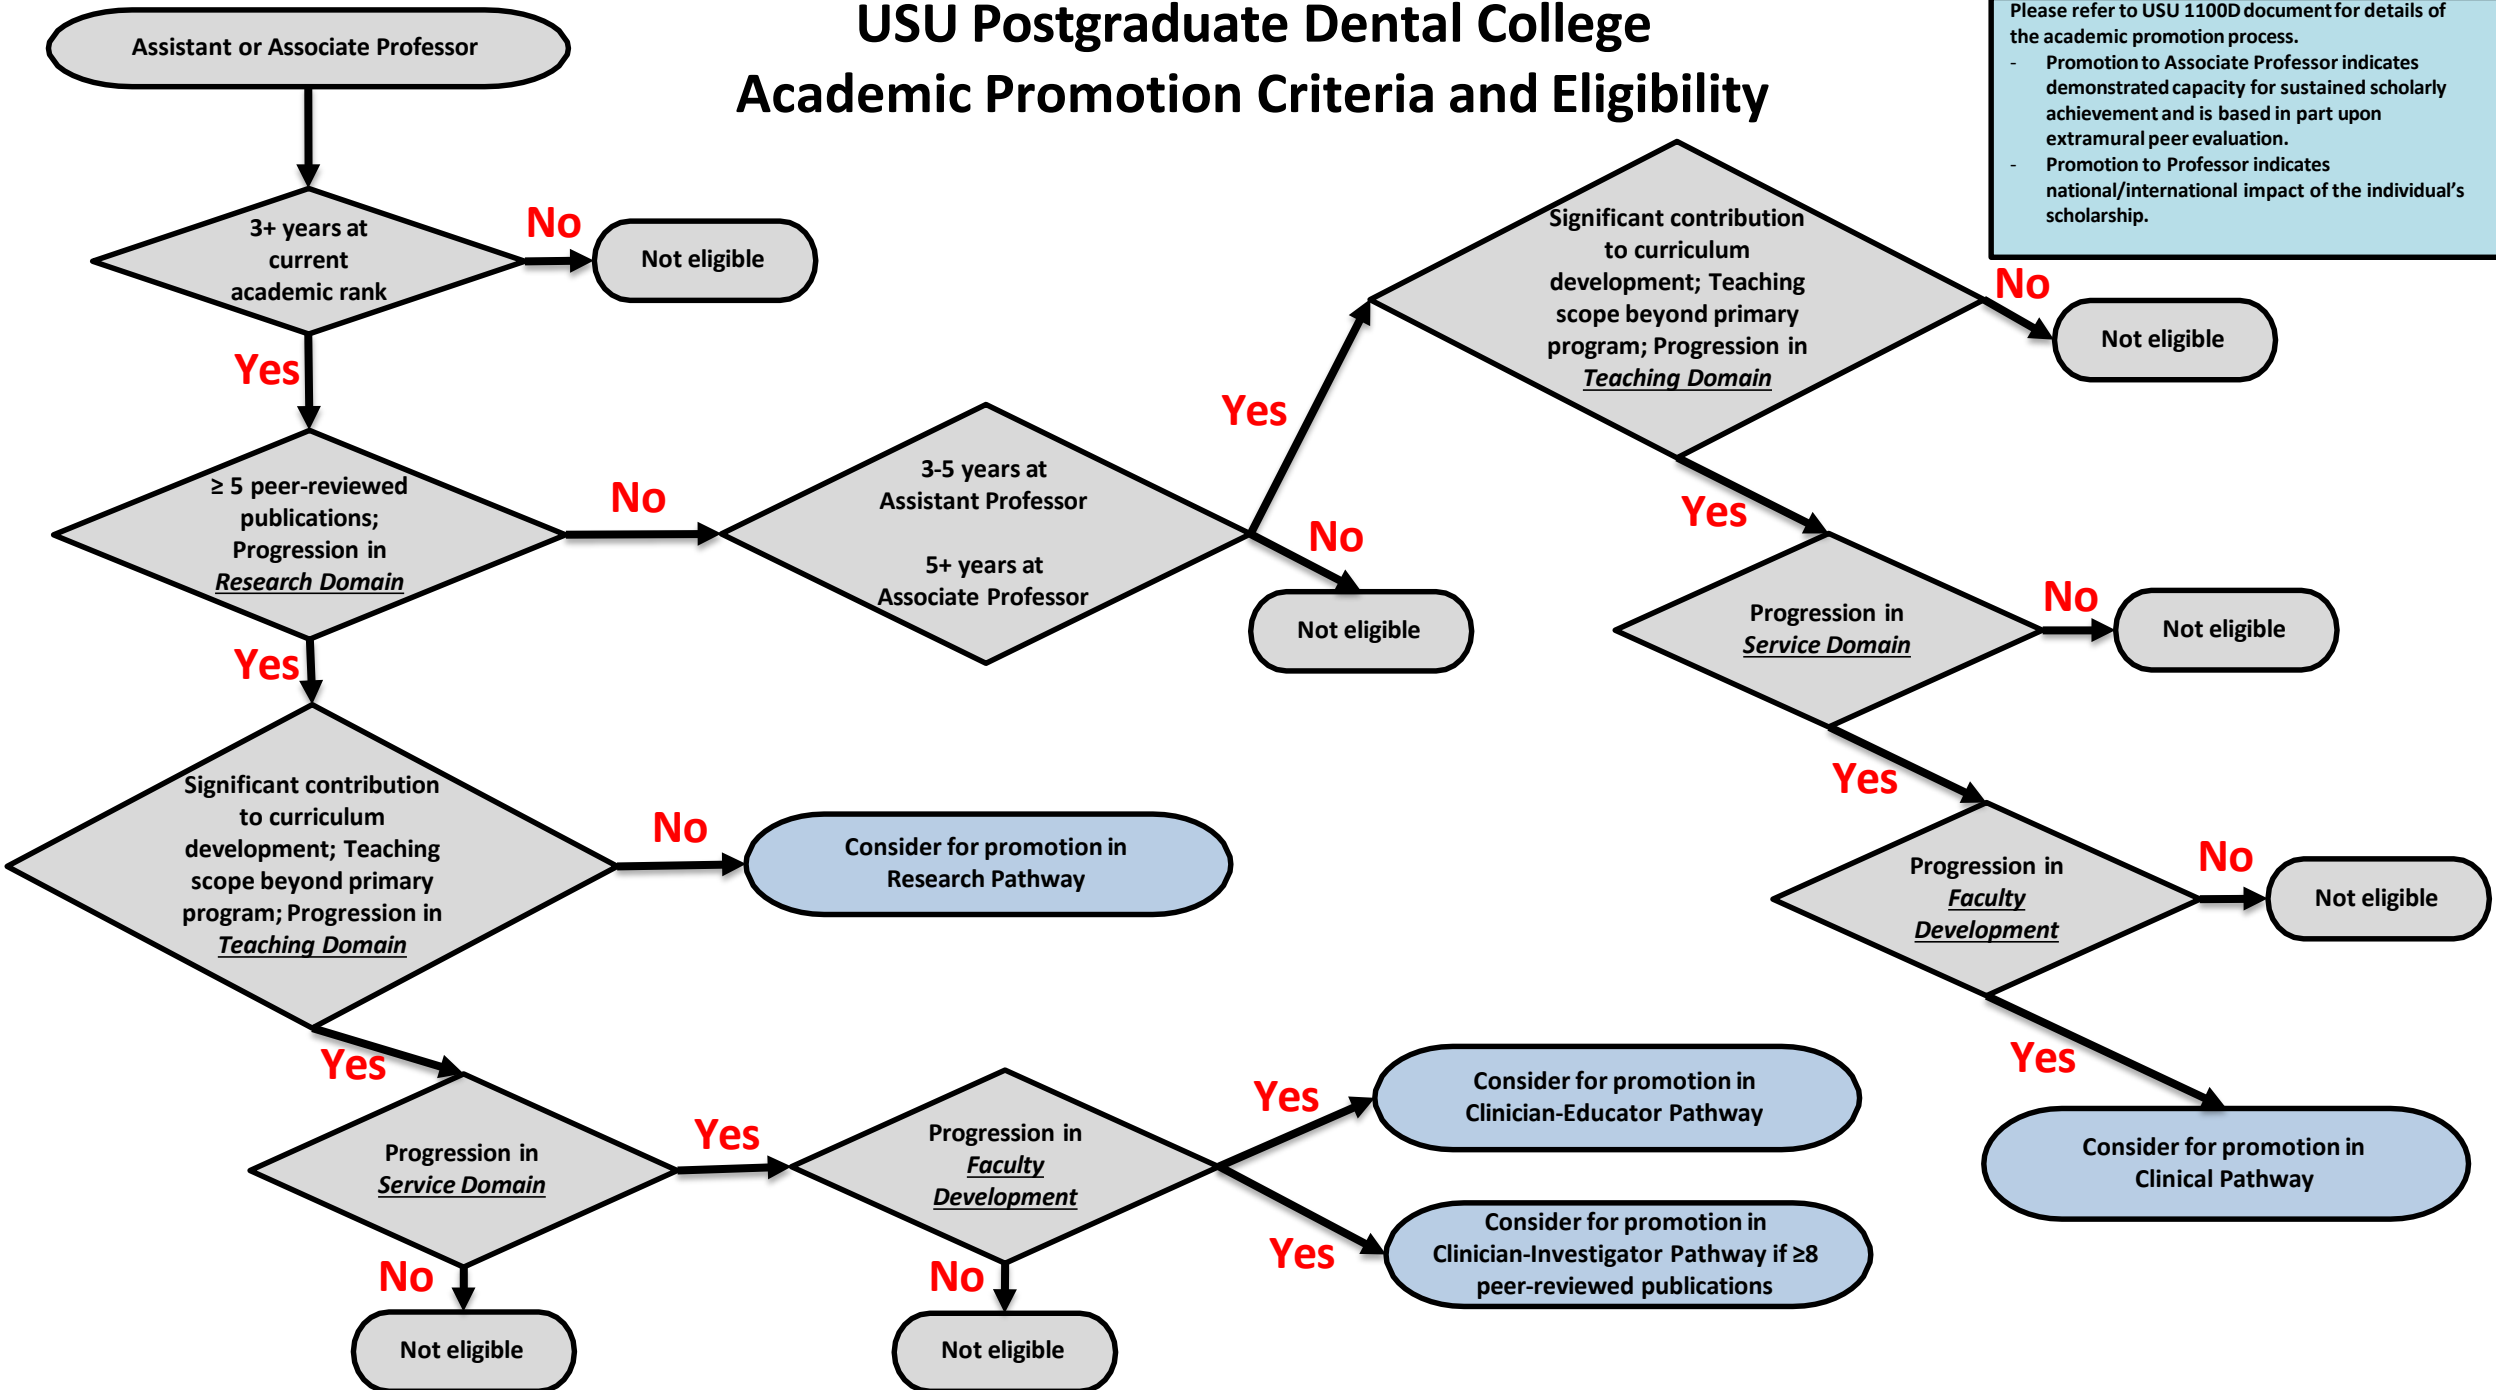 USU Postgraduate Dental College
Academic Promotion Criteria and Eligibility
Please refer to USU 1100D document for details of
the academic promotion process.
- Promotion to Associate Professor indicates
demonstrated capacity for sustained scholarly
achievement and is based in part upon
extramural peer evaluation.
- Promotion to Professor indicates
national/international impact of the individual's
scholarship.
Assistant or Associate Professor
3+ years at
current
academic rank
No
Not eligible
Yes
≥ 5 peer-reviewed
publications;
Progression in
Research Domain
No
3-5 years at
Assistant Professor
5+ years at
Associate Professor
Yes
No
Not eligible
Significant contribution
to curriculum
development; Teaching
scope beyond primary
program; Progression in
Teaching Domain
No
Not eligible
Yes
Progression in
Service Domain
No
Not eligible
Yes
Progression in
Faculty
Development
No
Not eligible
Yes
Consider for promotion in
Clinical Pathway
Yes
Significant contribution
to curriculum
development; Teaching
scope beyond primary
program; Progression in
Teaching Domain
No
Consider for promotion in
Research Pathway
Yes
Progression in
Service Domain
No
Not eligible
Yes
Progression in
Faculty
Development
No
Not eligible
Yes
Consider for promotion in
Clinician-Educator Pathway
Yes
Consider for promotion in
Clinician-Investigator Pathway if ≥8
peer-reviewed publications